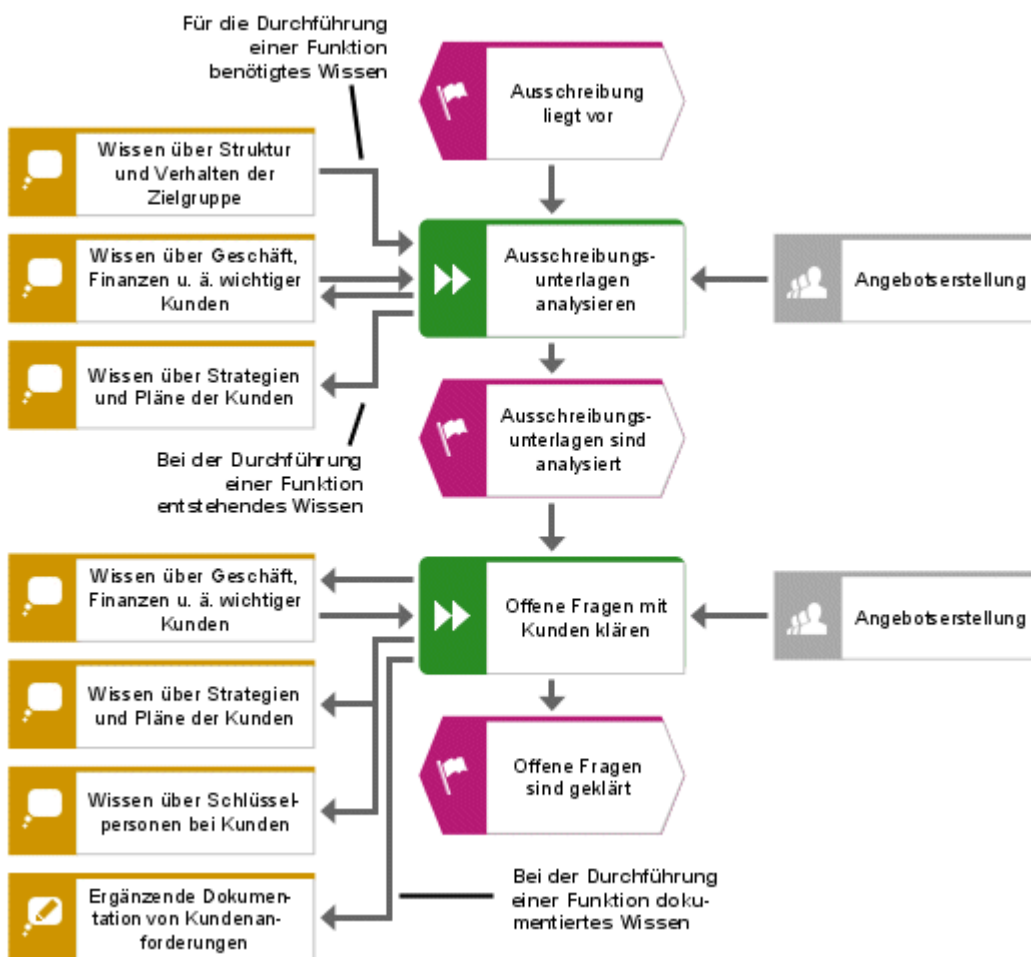 Für die Durchführung
einer Funktion
benötigtes Wissen
Ausschreibung
liegt vor
Wissen über Struktur
und Verhalten der
Zielgruppe
Wissen über Geschäft,
Finanzen u. ä. wichtiger
Kunden
Ausschreibungs-
unterlagen
analysieren
Angebotserstellung
Wissen über Strategien
und Pläne der Kunden
Ausschreibungs-
unterlagen sind
analysiert
Bei der Durchführung
einer Funktion
entstehendes Wissen
Wissen über Geschäft,
Finanzen u. ä. wichtiger
Kunden
Offene Fragen mit
Kunden klären
Angebotserstellung
Wissen über Strategien
und Pläne der Kunden
Offene Fragen
sind geklärt
Wissen über Schlüssel-
personen bei Kunden
Ergänzende Dokumen-
tation von Kundenan-
forderungen
Bei der Durchführung
einer Funktion doku-
mentiertes Wissen